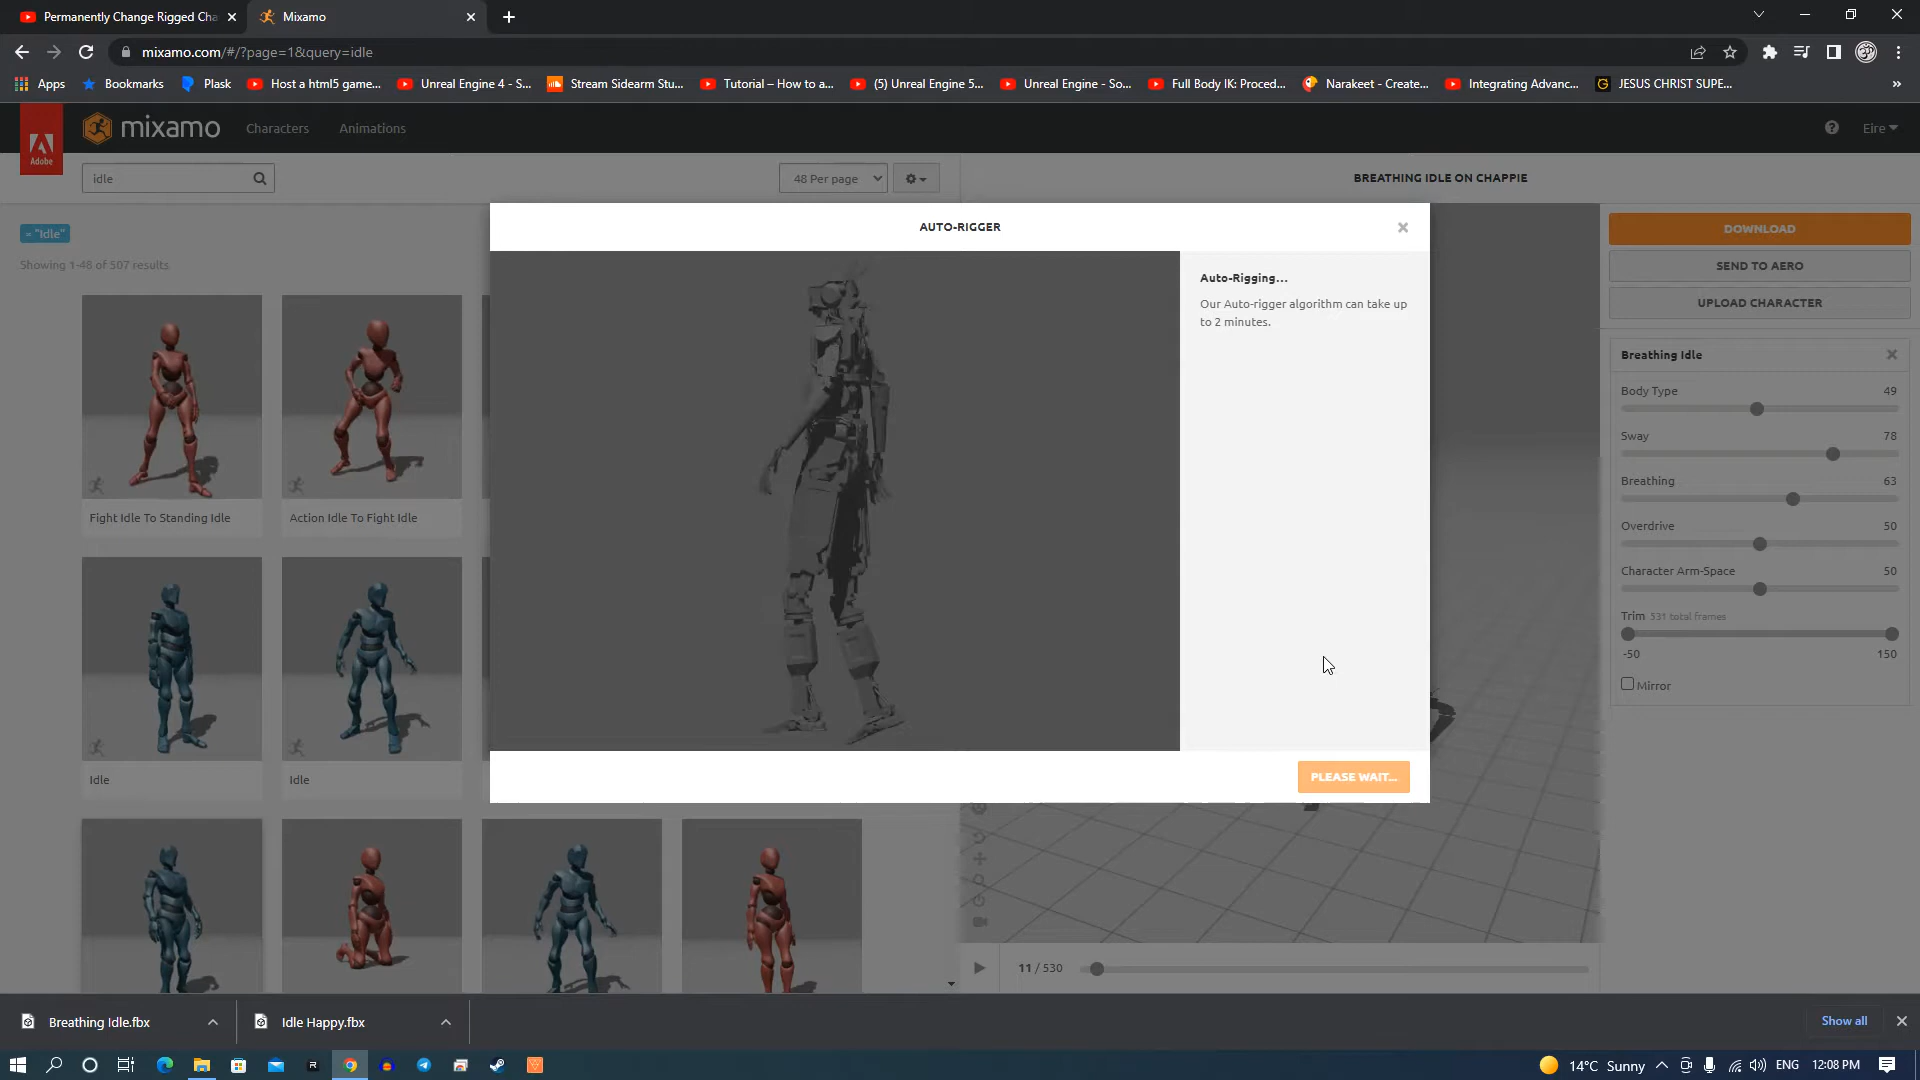 Permanently Change Rigged Cha
Mixamo
mixamo.com/#/?page=1&query=idle
Apps
Bookmarks
Plask
Host a html5 game...
Unreal Engine 4 - S...
Stream Sidearm Stu...
Tutorial – How to a...
(5) Unreal Engine 5...
Unreal Engine - So...
Full Body IK: Proced...
Narakeet - Create...
Integrating Advanc...
JESUS CHRIST SUPE...
»
Adobe
mixamo
Characters
Animations
Eire
idle
48 Per page
BREATHING IDLE ON CHAPPIE
= "Idle"
Showing 1-48 of 507 results
AUTO-RIGGER
Auto-Rigging...
Our Auto-rigger algorithm can take up
to 2 minutes.
PLEASE WAIT...
DOWNLOAD
SEND TO AERO
UPLOAD CHARACTER
Breathing Idle
Body Type 49
Sway 78
Breathing 63
Overdrive 50
Character Arm-Space 50
Trim 531 total frames
-50 150
Mirror
Fight Idle To Standing Idle
Action Idle To Fight Idle
Idle
Idle
11 / 530
Breathing Idle.fbx
Idle Happy.fbx
Show all
14°C Sunny
ENG
12:08 PM